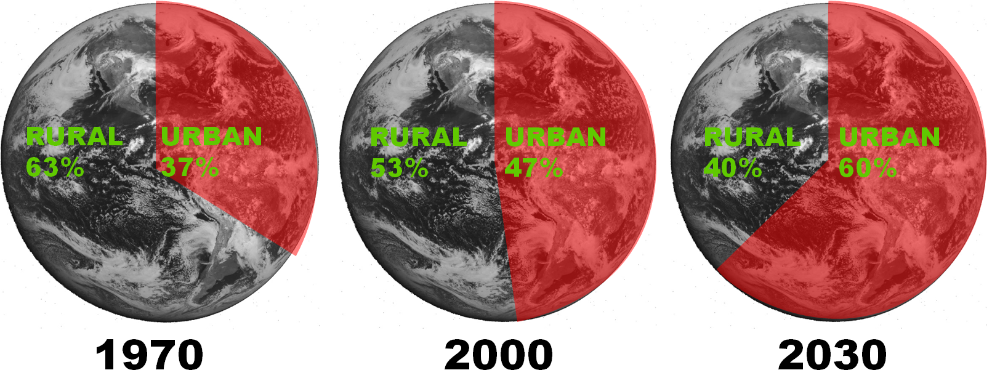 RURAL
63%
URBAN
37%
1970
RURAL
53%
URBAN
47%
2000
RURAL
40%
URBAN
60%
2030